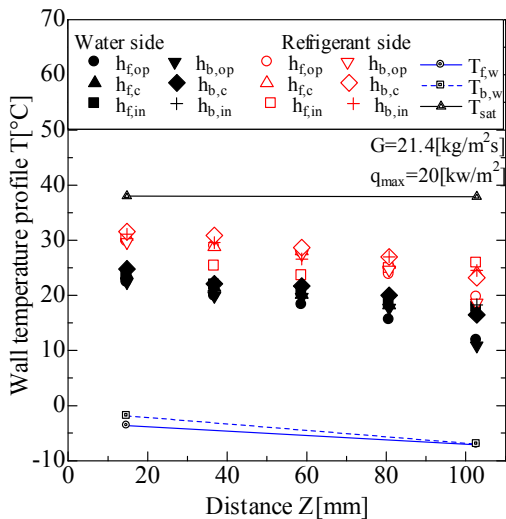 Water side Refrigerant side
h_f,op h_b,op h_f,op h_b,op T_f,w
h_f,c h_b,c h_f,c h_b,c T_b,w
h_f,in h_b,in h_f,in h_b,in T_sat
G=21.4[kg/m²s]
q_max=20[kw/m²]
Wall temperature profile T[°C]
70
60
50
40
30
20
10
0
-10
0 20 40 60 80 100
Distance Z[mm]